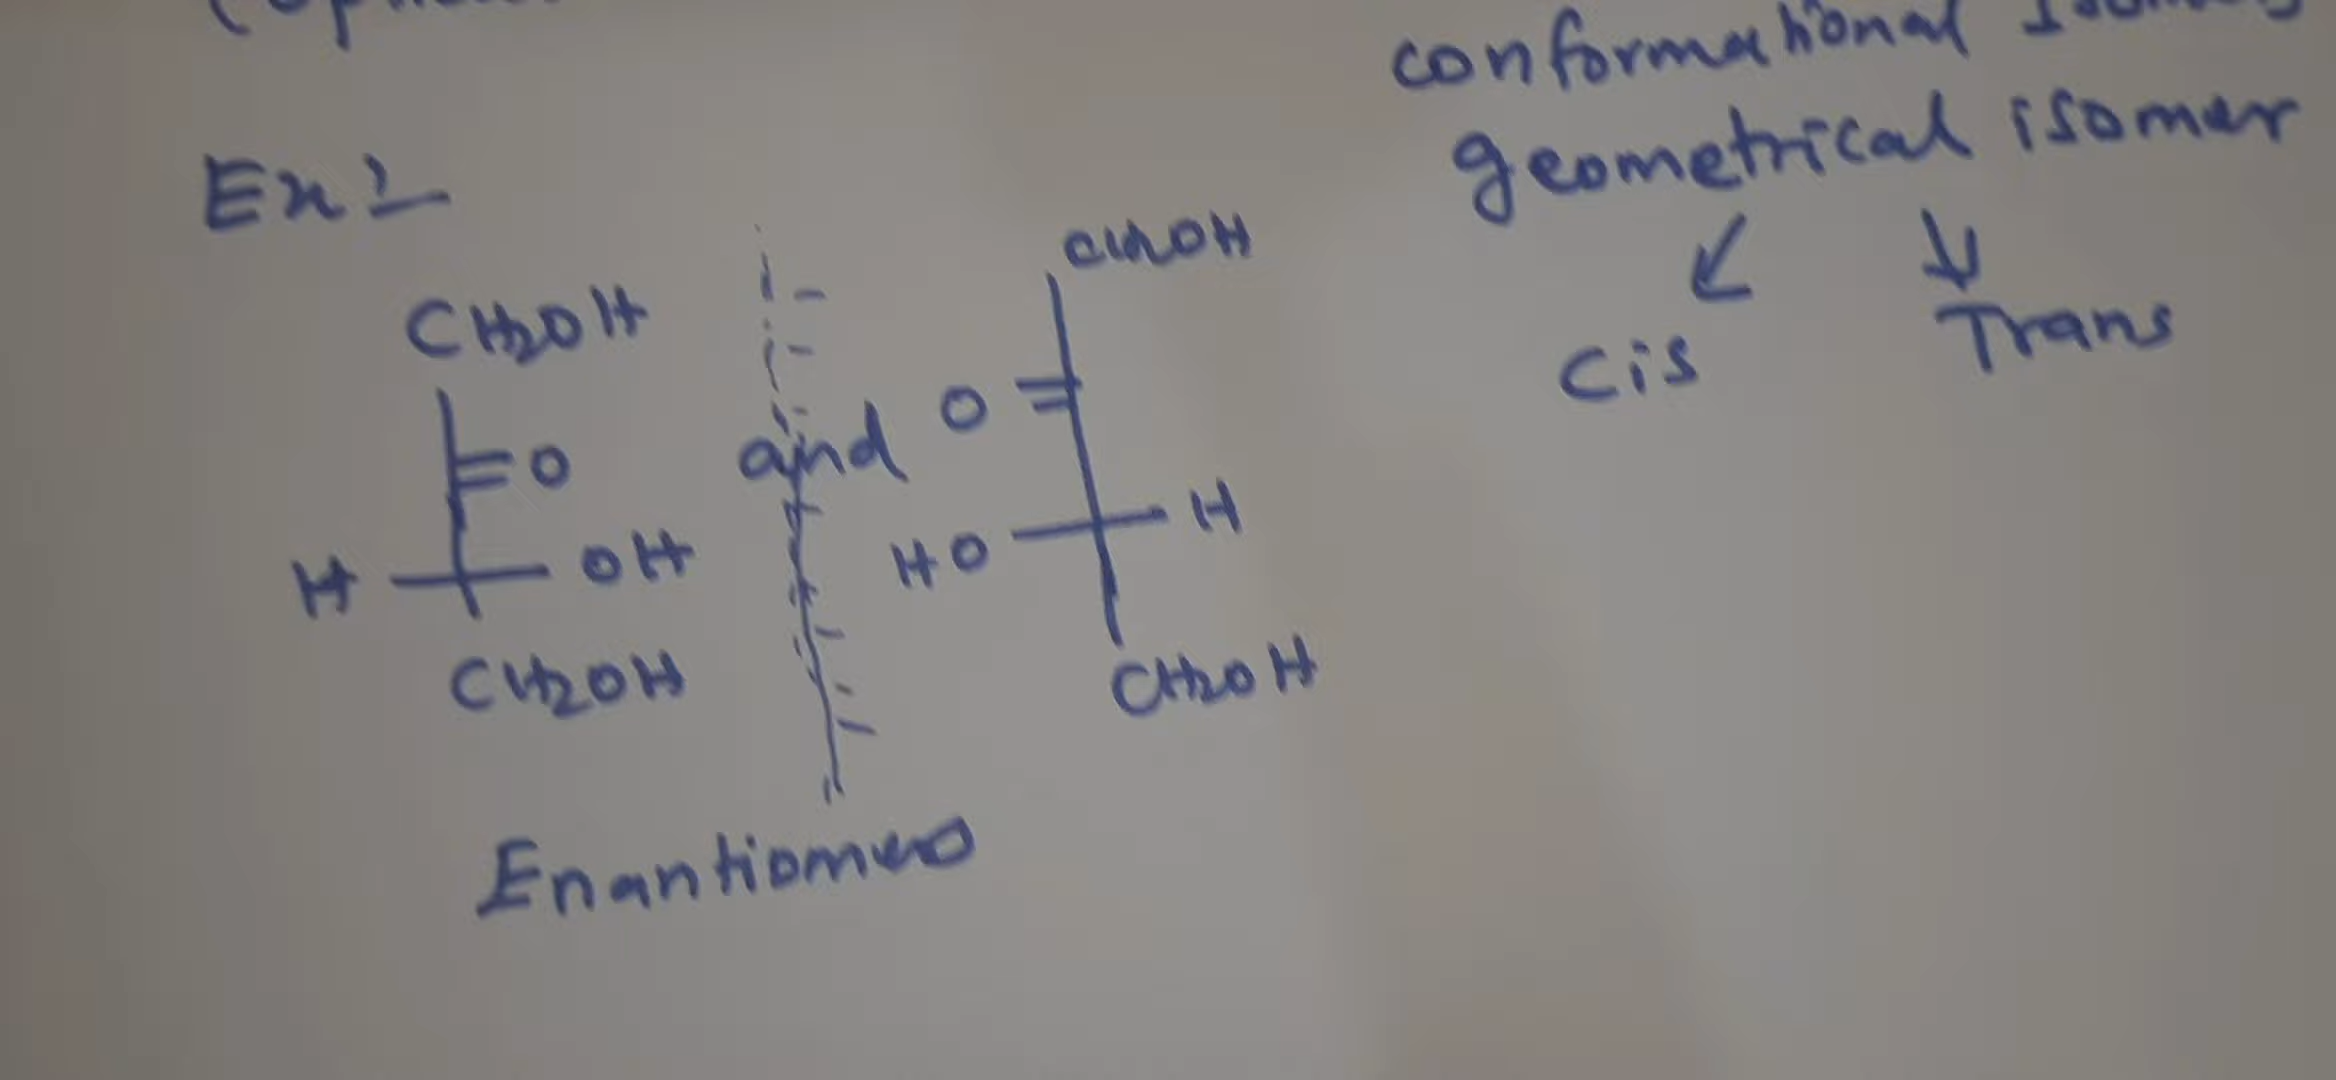 conformational
geometrical isomer
Ex:-
Cis Trans
CH2OH
=O
H OH
CH2OH
and
CH2OH
O=
HO H
CH2OH
Enantiomers